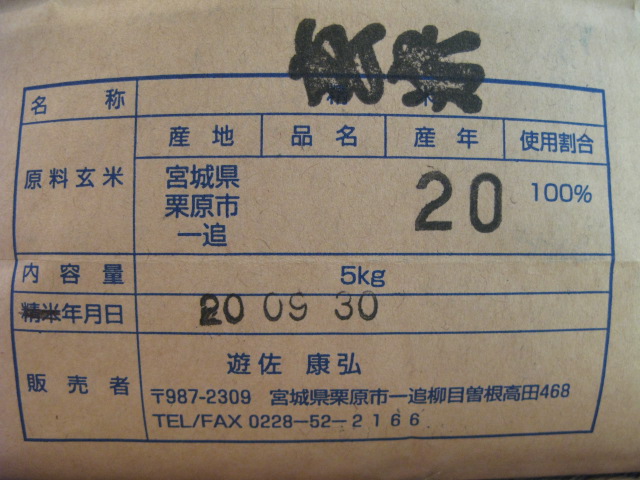 名称
産地 品名 産年 使用割合
原料玄米 宮城県 栗原市 一追 20 100%
内容量 5kg
精米年月日 20 09 30
販売者 遊佐 康弘
〒987-2309 宮城県栗原市一迫柳目曽根高田468
TEL/FAX 0228-52-2166